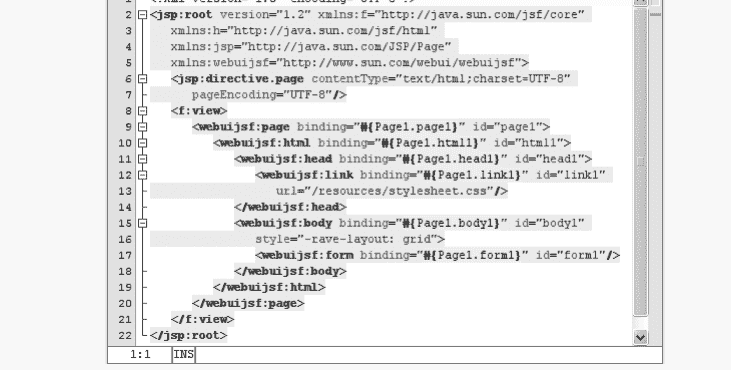 2 <jsp:root version="1.2" xmlns:f="http://java.sun.com/jsf/core"
3 xmlns:h="http://java.sun.com/jsf/html"
4 xmlns:jsp="http://java.sun.com/JSP/Page"
5 xmlns:webuijsf="http://www.sun.com/webui/webuijsf">
6 <jsp:directive.page contentType="text/html;charset=UTF-8"
7 pageEncoding="UTF-8"/>
8 <f:view>
9 <webuijsf:page binding="#{Page1.page1}" id="page1">
10 <webuijsf:html binding="#{Page1.html1}" id="html1">
11 <webuijsf:head binding="#{Page1.head1}" id="head1">
12 <webuijsf:link binding="#{Page1.link1}" id="link1"
13 url="/resources/stylesheet.css"/>
14 </webuijsf:head>
15 <webuijsf:body binding="#{Page1.body1}" id="body1"
16 style="-rave-layout: grid">
17 <webuijsf:form binding="#{Page1.form1}" id="form1"/>
18 </webuijsf:body>
19 </webuijsf:html>
20 </webuijsf:page>
21 </f:view>
22 </jsp:root>
1:1 INS